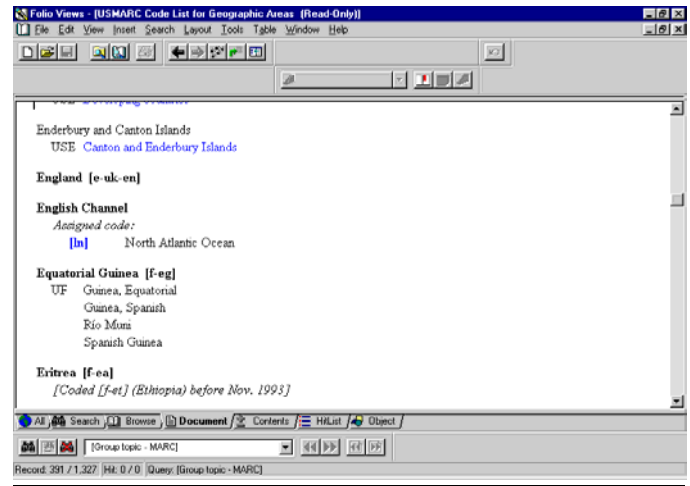 Folio Views - [USMARC Code List for Geographic Areas (Read-Only)]
File Edit View Insert Search Layout Tools Table Window Help
USE Developing countries
Enderbury and Canton Islands
USE Canton and Enderbury Islands
England [e-uk-en]
English Channel
Assigned code:
[ln] North Atlantic Ocean
Equatorial Guinea [f-eg]
UF Guinea, Equatorial
Guinea, Spanish
Río Muni
Spanish Guinea
Eritrea [f-ea]
[Coded [f-et] (Ethiopia) before Nov. 1993]
All Search Browse Document Contents HitList Object
[Group topic - MARC]
Record: 391 / 1,327 Hit: 0 / 0 Query: [Group topic - MARC]